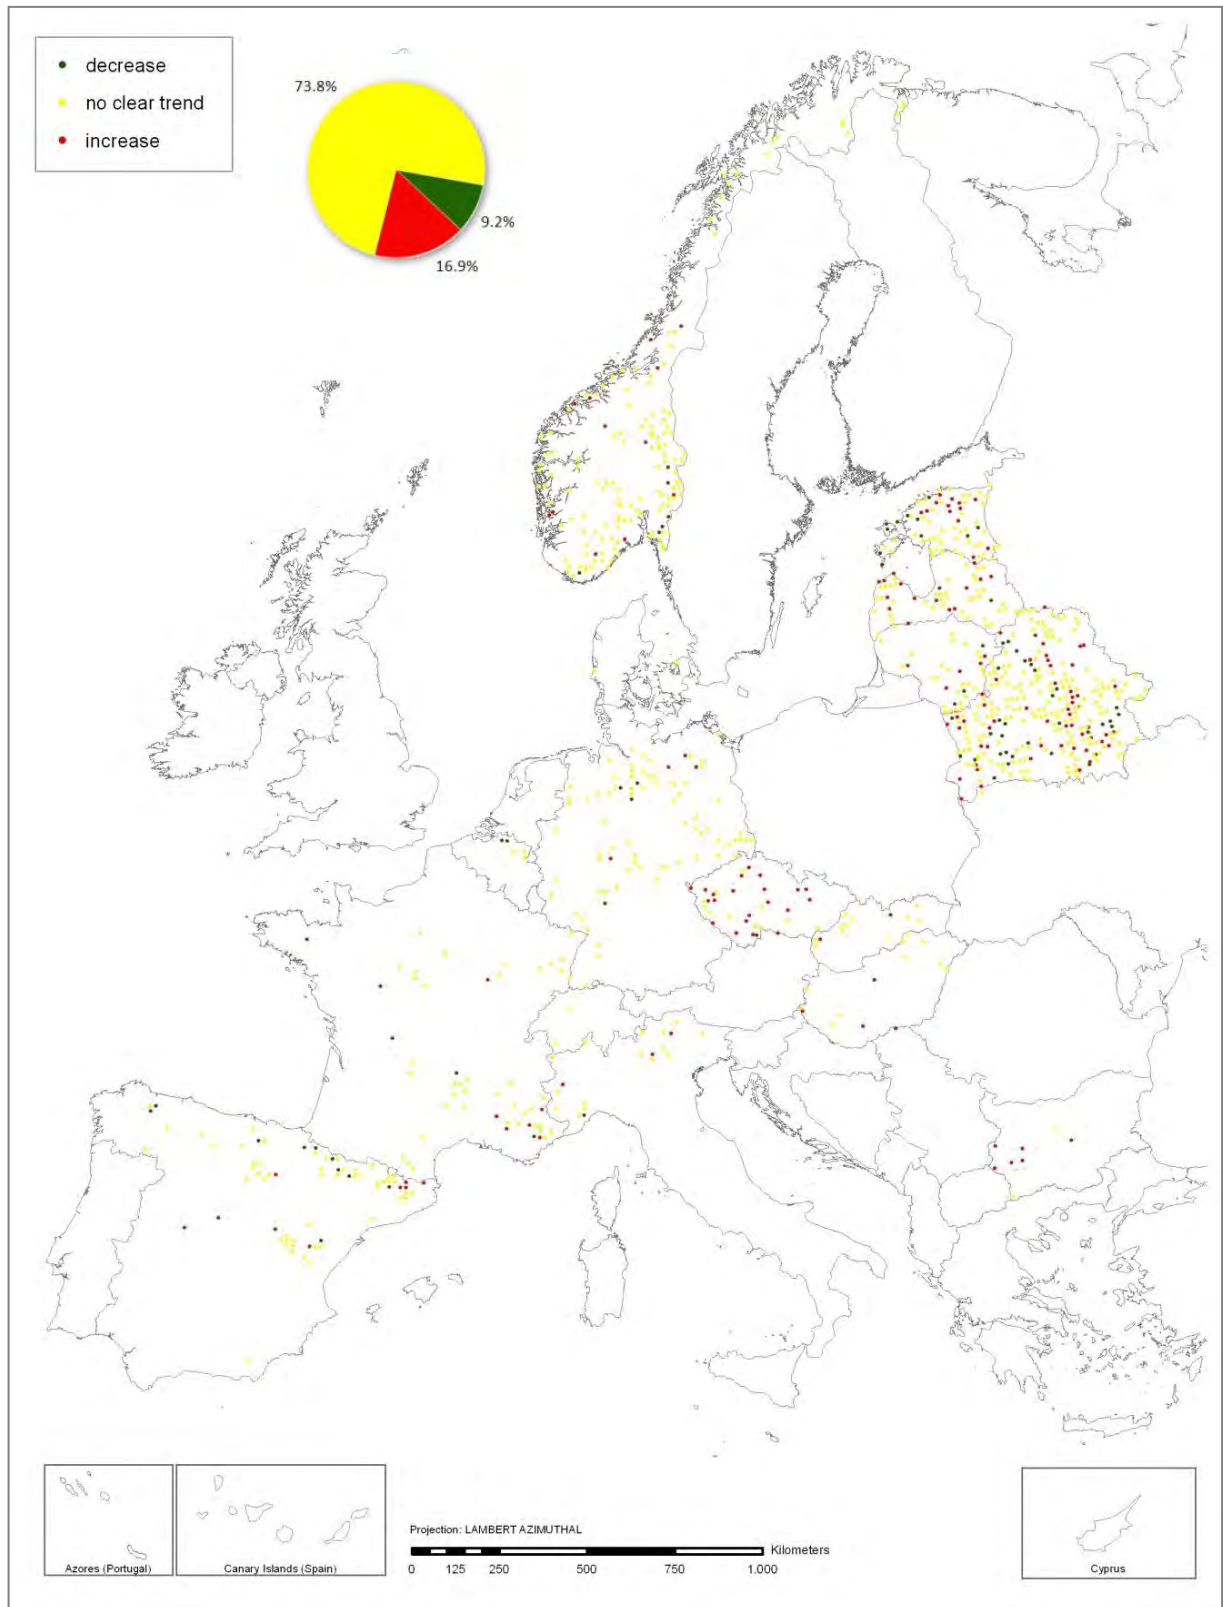 decrease
no clear trend
increase
73.8%
9.2%
16.9%
Projection: LAMBERT AZIMUTHAL
Kilometers
0 125 250 500 750 1.000
Azores (Portugal)
Canary Islands (Spain)
Cyprus